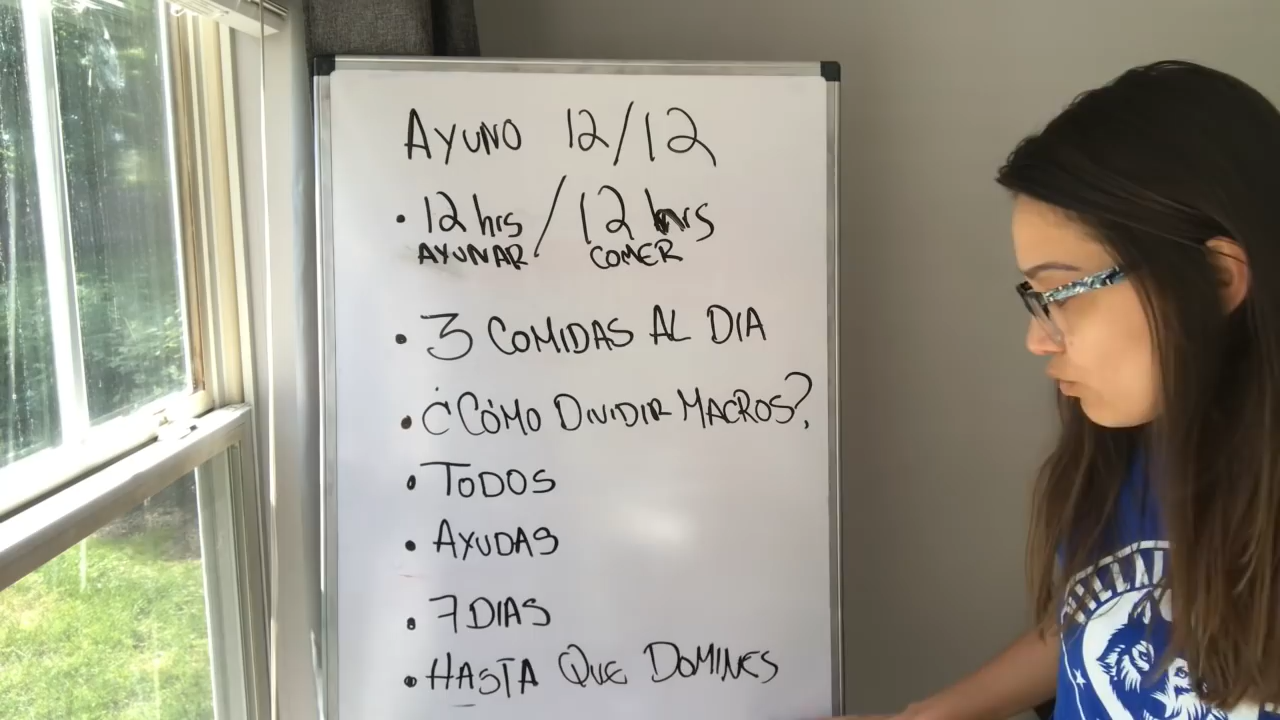 AYUNO 12/12
• 12 hrs / 12 hrs
AYUNAR COMER
• 3 COMIDAS AL DIA
• ¿CÓMO DIVIDIR MACROS?
• TODOS
• AYUDAS
• 7 DIAS
• HASTA QUE DOMINES